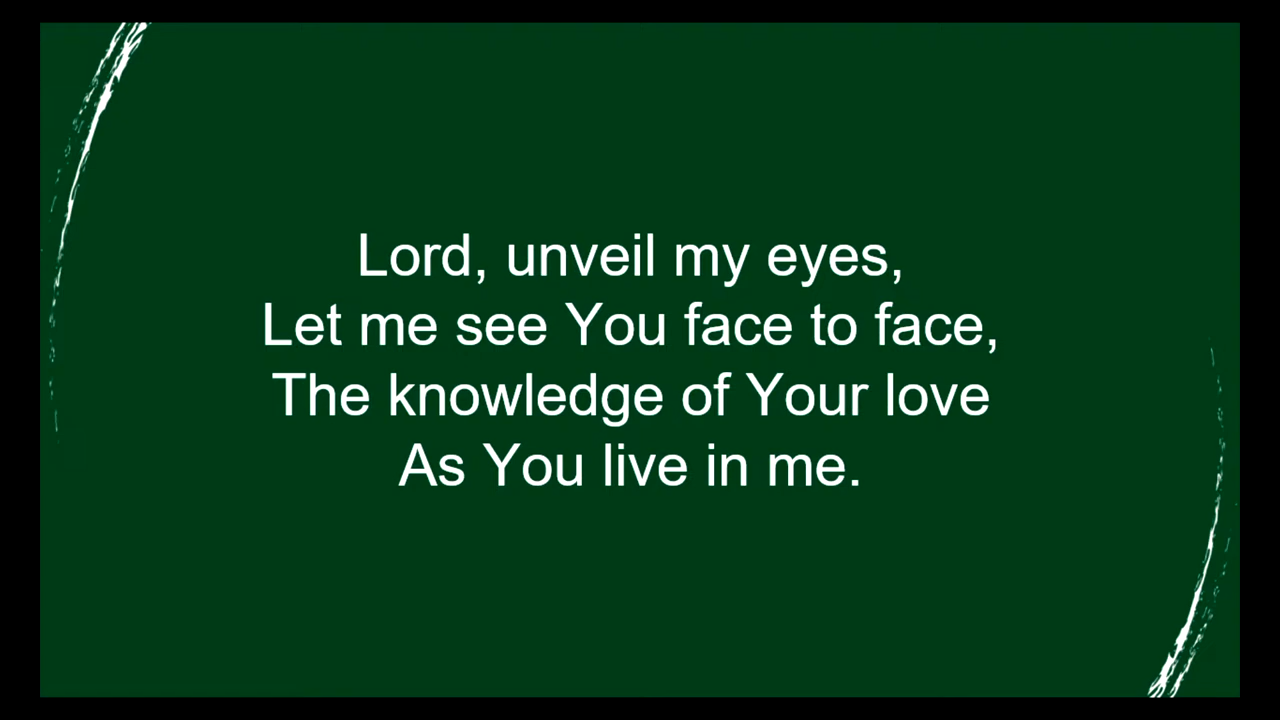 Lord, unveil my eyes,
Let me see You face to face,
The knowledge of Your love
As You live in me.